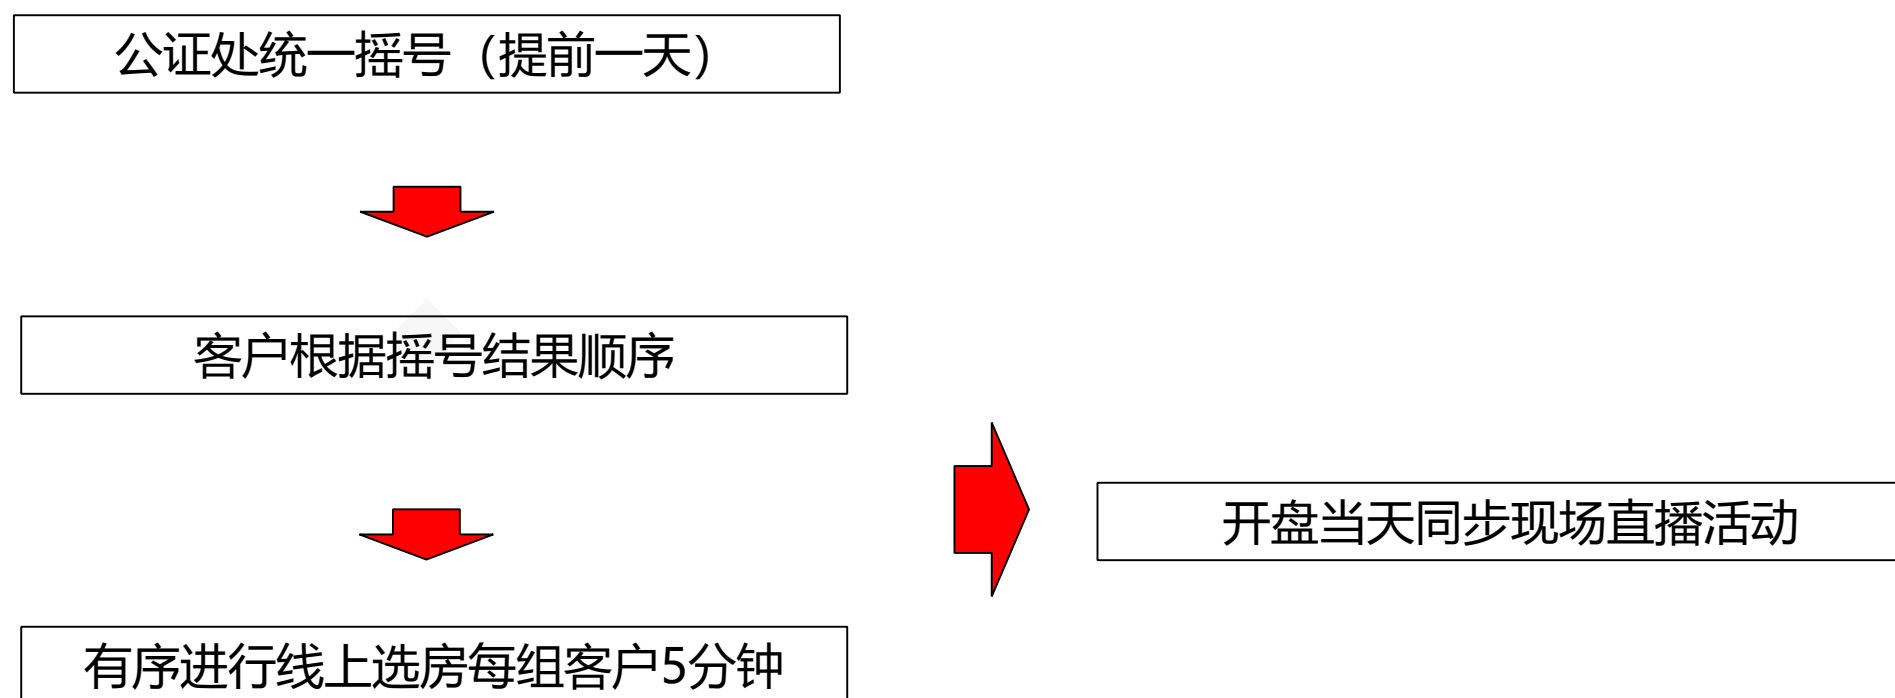 公证处统一摇号（提前一天）
客户根据摇号结果顺序
开盘当天同步现场直播活动
有序进行线上选房每组客户5分钟